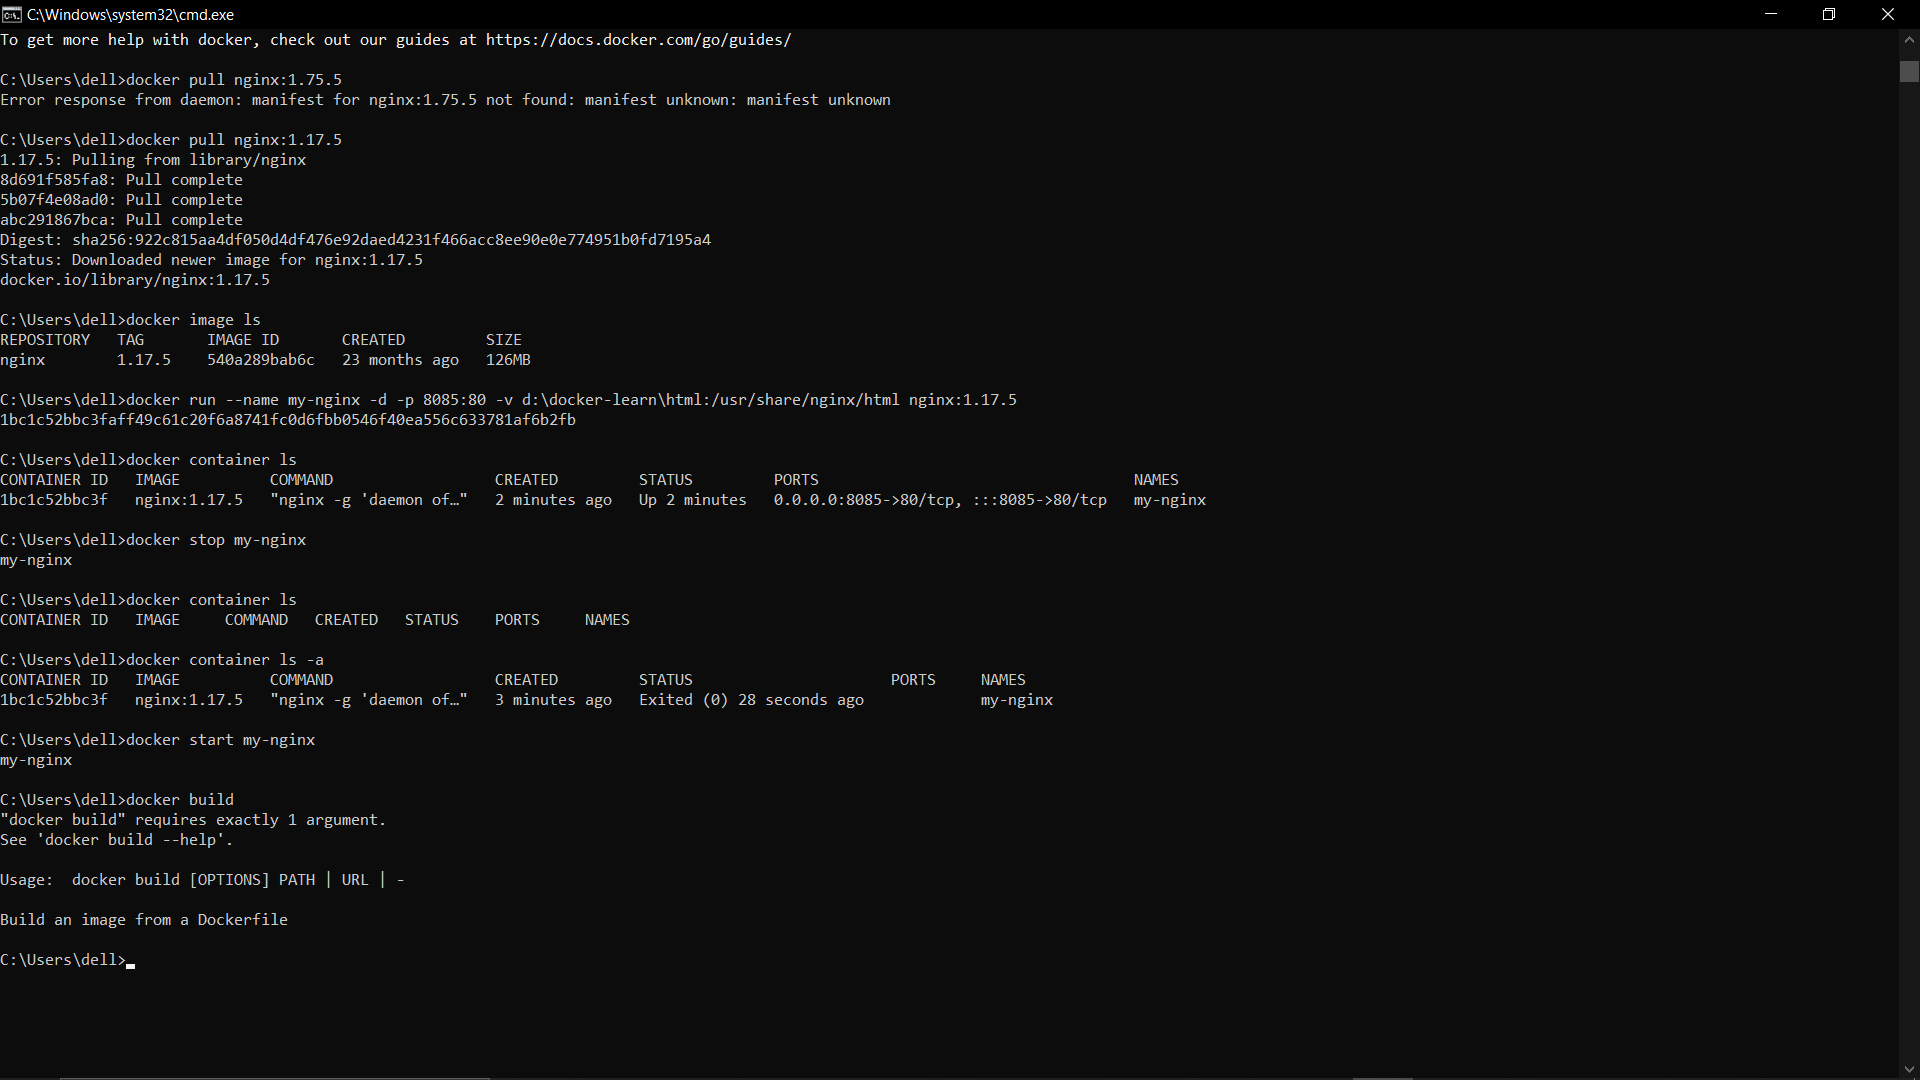 C:\Windows\system32\cmd.exe
To get more help with docker, check out our guides at https://docs.docker.com/go/guides/
C:\Users\dell>docker pull nginx:1.75.5
Error response from daemon: manifest for nginx:1.75.5 not found: manifest unknown: manifest unknown
C:\Users\dell>docker pull nginx:1.17.5
1.17.5: Pulling from library/nginx
8d691f585fa8: Pull complete
5b07f4e08ad0: Pull complete
abc291867bca: Pull complete
Digest: sha256:922c815aa4df050d4df476e92daed4231f466acc8ee90e0e774951b0fd7195a4
Status: Downloaded newer image for nginx:1.17.5
docker.io/library/nginx:1.17.5
C:\Users\dell>docker image ls
REPOSITORY   TAG       IMAGE ID       CREATED         SIZE
nginx        1.17.5    540a289bab6c   23 months ago   126MB
C:\Users\dell>docker run --name my-nginx -d -p 8085:80 -v d:\docker-learn\html:/usr/share/nginx/html nginx:1.17.5
1bc1c52bbc3faff49c61c20f6a8741fc0d6fbb0546f40ea556c633781af6b2fb
C:\Users\dell>docker container ls
CONTAINER ID   IMAGE          COMMAND                  CREATED         STATUS         PORTS                                   NAMES
1bc1c52bbc3f   nginx:1.17.5   "nginx -g 'daemon of…"   2 minutes ago   Up 2 minutes   0.0.0.0:8085->80/tcp, :::8085->80/tcp   my-nginx
C:\Users\dell>docker stop my-nginx
my-nginx
C:\Users\dell>docker container ls
CONTAINER ID   IMAGE     COMMAND   CREATED   STATUS    PORTS     NAMES
C:\Users\dell>docker container ls -a
CONTAINER ID   IMAGE          COMMAND                  CREATED         STATUS                      PORTS     NAMES
1bc1c52bbc3f   nginx:1.17.5   "nginx -g 'daemon of…"   3 minutes ago   Exited (0) 28 seconds ago             my-nginx
C:\Users\dell>docker start my-nginx
my-nginx
C:\Users\dell>docker build
"docker build" requires exactly 1 argument.
See 'docker build --help'.
Usage:  docker build [OPTIONS] PATH | URL | -
Build an image from a Dockerfile
C:\Users\dell>